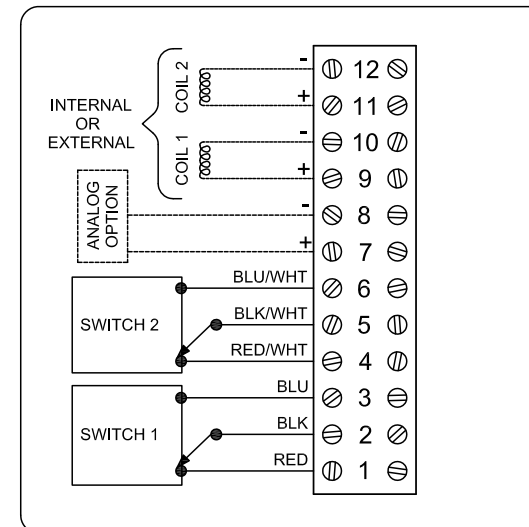 COIL 2
- 12
+ 11
INTERNAL
OR
EXTERNAL
COIL 1
- 10
+ 9
ANALOG
OPTION
- 8
+ 7
BLU/WHT 6
SWITCH 2
BLK/WHT 5
RED/WHT 4
BLU 3
SWITCH 1
BLK 2
RED 1